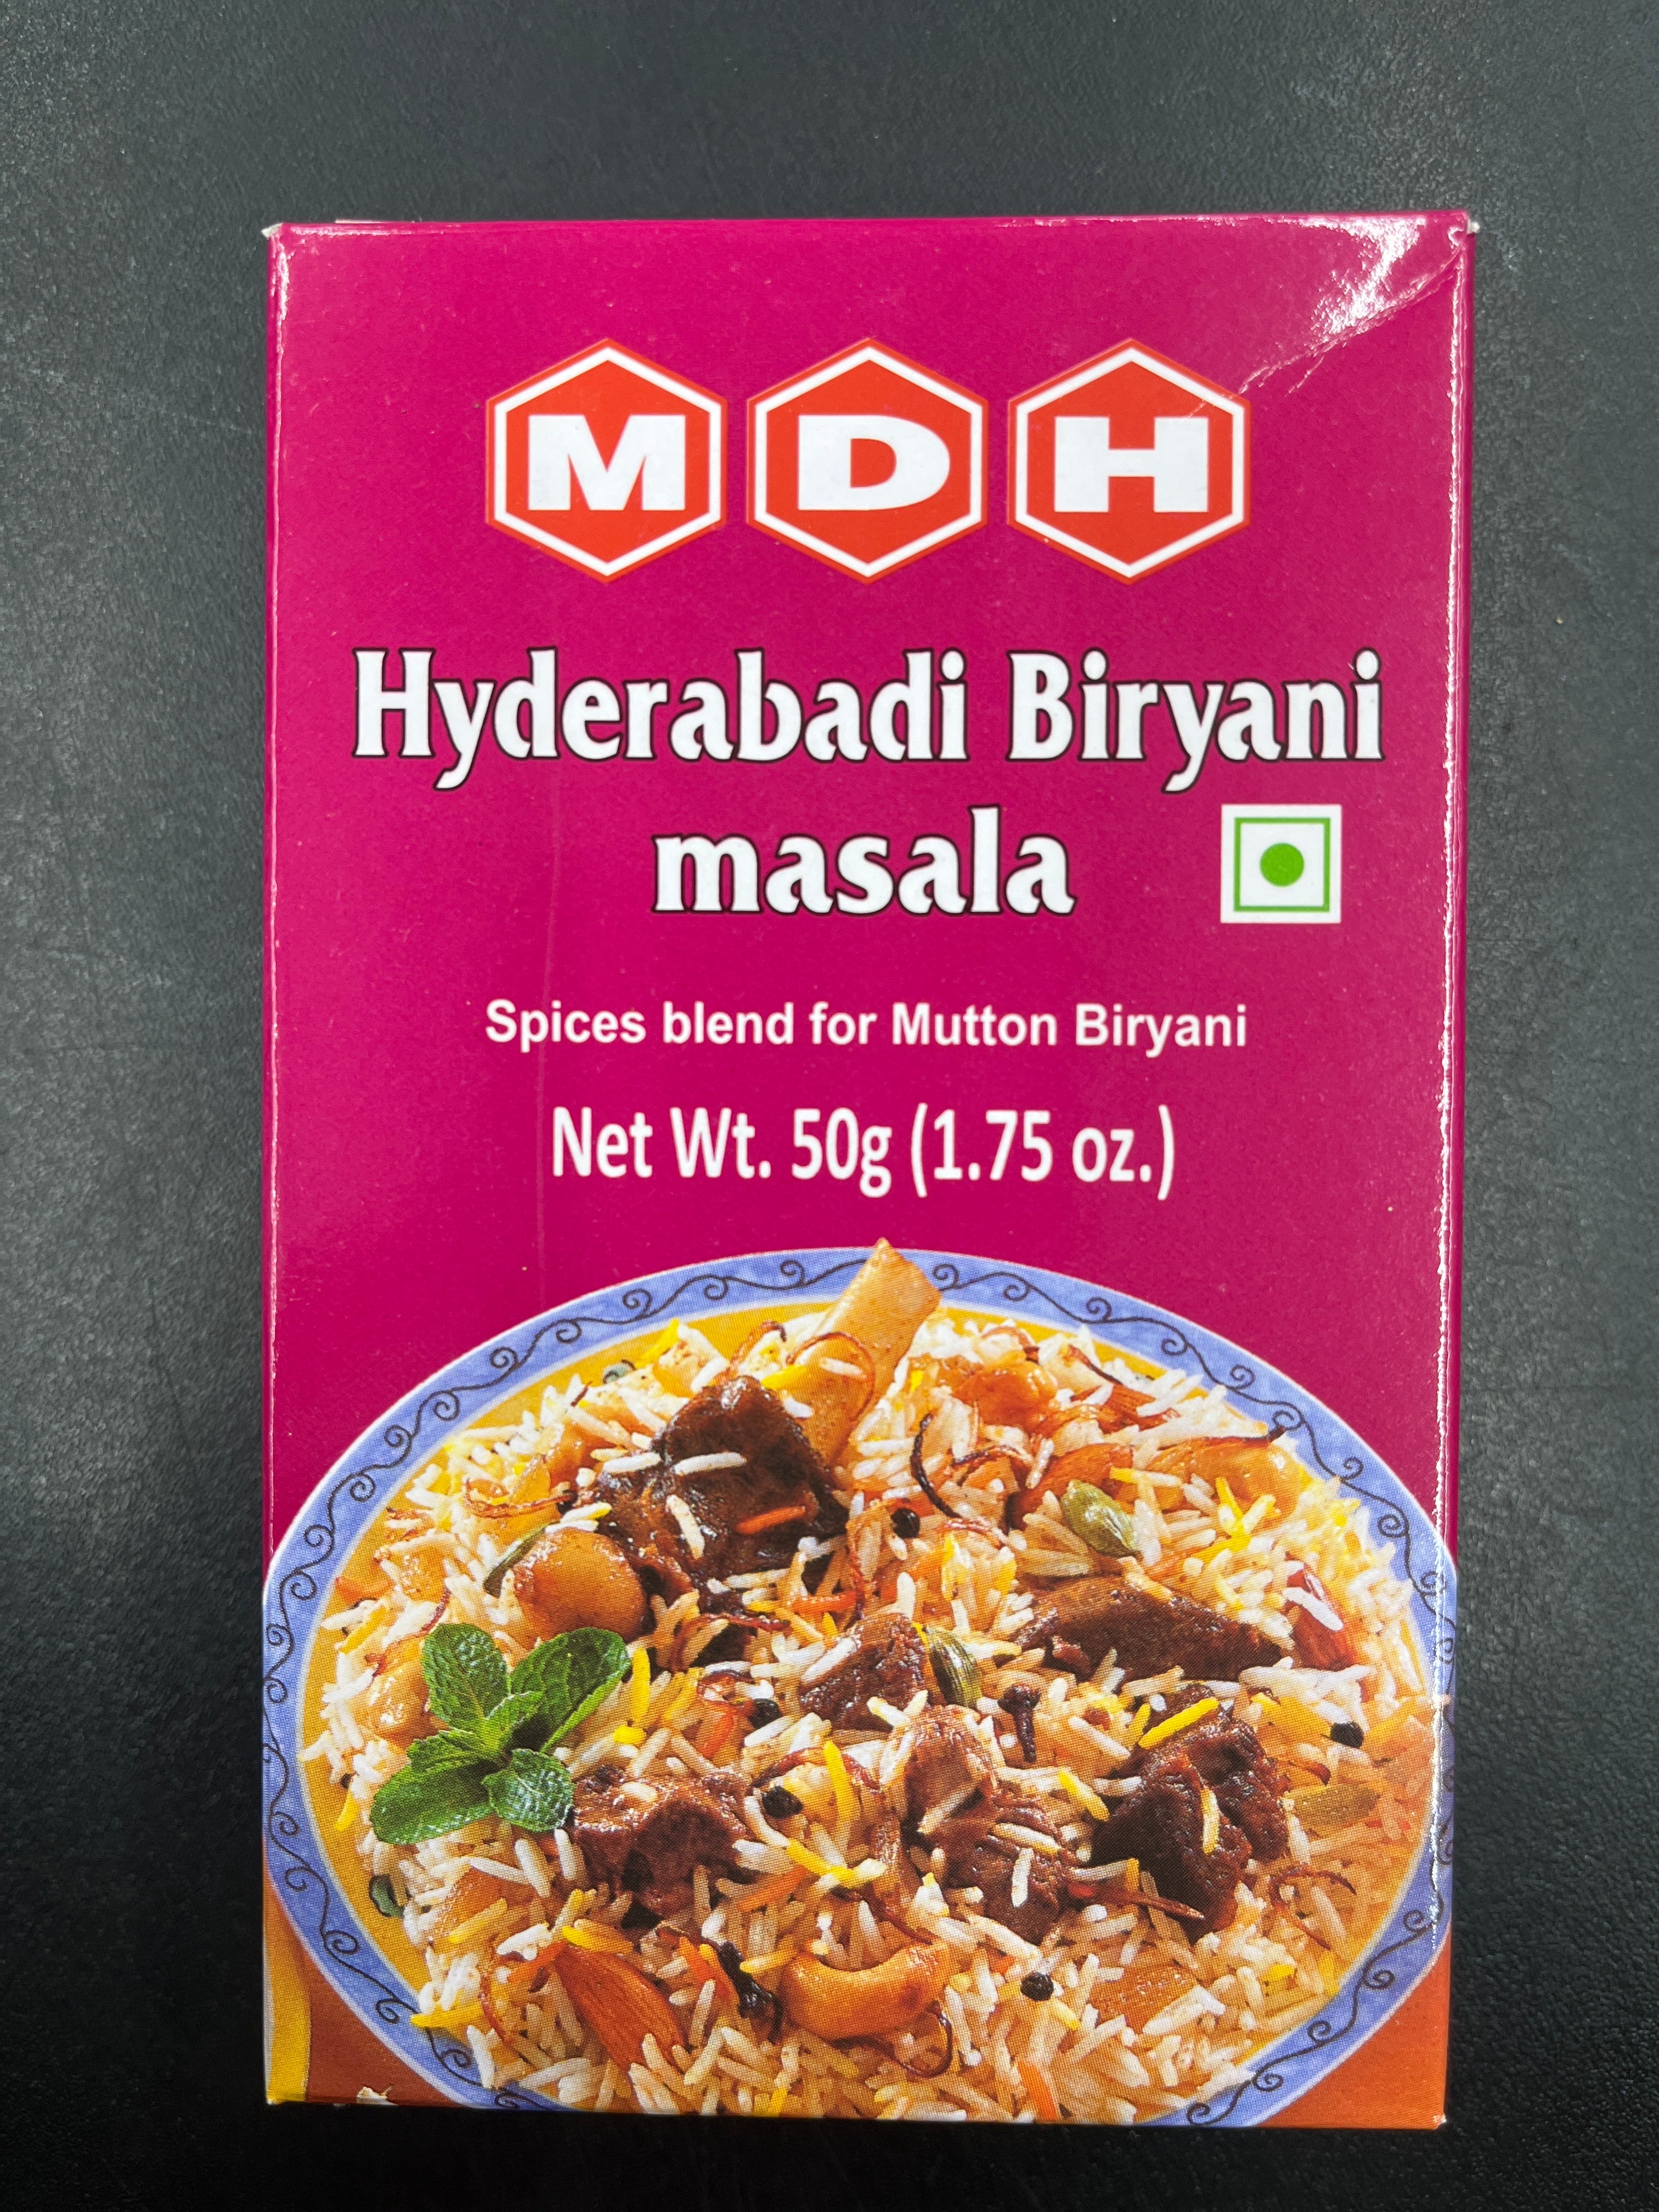 MDH
Hyderabadi Biryani
masala
Spices blend for Mutton Biryani
Net Wt. 50g (1.75 oz.)